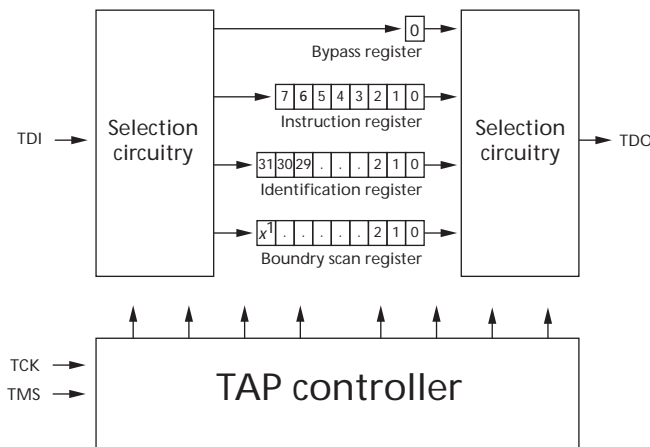 0
Bypass register
7 6 5 4 3 2 1 0
Instruction register
TDI
Selection
circuitry
Selection
circuitry
TDO
31 30 29 . . . 2 1 0
Identification register
x1 . . . . . 2 1 0
Boundry scan register
TCK
TMS
TAP controller